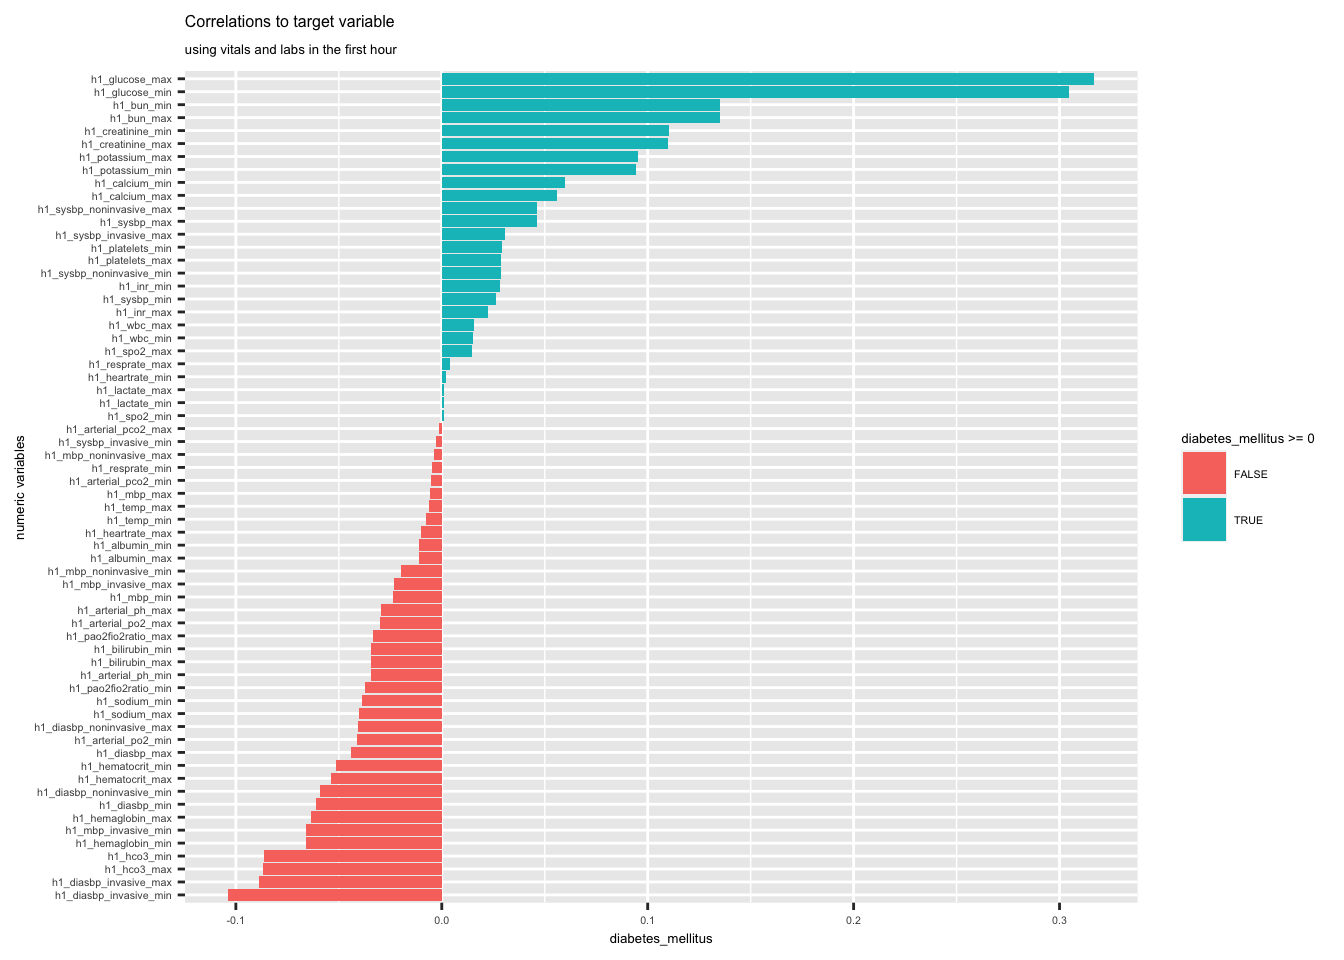 Correlations to target variable
using vitals and labs in the first hour
h1_glucose_max
h1_glucose_min
h1_bun_min
h1_bun_max
h1_creatinine_min
h1_creatinine_max
h1_potassium_max
h1_potassium_min
h1_calcium_min
h1_calcium_max
h1_sysbp_noninvasive_max
h1_sysbp_max
h1_sysbp_invasive_max
h1_platelets_min
h1_platelets_max
h1_sysbp_noninvasive_min
h1_inr_min
h1_sysbp_min
h1_inr_max
h1_wbc_max
h1_wbc_min
h1_spo2_max
h1_resprate_max
h1_heartrate_min
h1_lactate_max
h1_lactate_min
h1_spo2_min
h1_arterial_pco2_max
h1_sysbp_invasive_min
h1_mbp_noninvasive_max
h1_resprate_min
h1_arterial_pco2_min
h1_mbp_max
h1_temp_max
h1_temp_min
h1_heartrate_max
h1_albumin_min
h1_albumin_max
h1_mbp_noninvasive_min
h1_mbp_invasive_max
h1_mbp_min
h1_arterial_ph_max
h1_arterial_po2_max
h1_pao2fio2ratio_max
h1_bilirubin_min
h1_bilirubin_max
h1_arterial_ph_min
h1_pao2fio2ratio_min
h1_sodium_min
h1_sodium_max
h1_diasbp_noninvasive_max
h1_arterial_po2_min
h1_diasbp_max
h1_hematocrit_min
h1_hematocrit_max
h1_diasbp_noninvasive_min
h1_diasbp_min
h1_hemaglobin_max
h1_mbp_invasive_min
h1_hemaglobin_min
h1_hco3_min
h1_hco3_max
h1_diasbp_invasive_max
h1_diasbp_invasive_min
numeric variables
-0.1 0.0 0.1 0.2 0.3
diabetes_mellitus
diabetes_mellitus >= 0
FALSE
TRUE